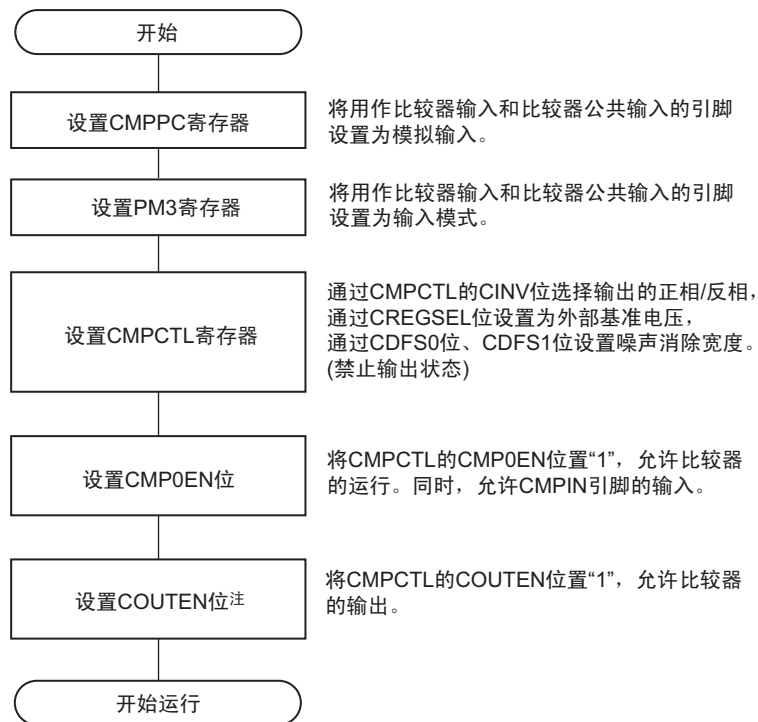 开始
设置CMPPC寄存器
将用作比较器输入和比较器公共输入的引脚
设置为模拟输入。
设置PM3寄存器
将用作比较器输入和比较器公共输入的引脚
设置为输入模式。
设置CMPCTL寄存器
通过CMPCTL的CINV位选择输出的正相/反相，
通过CREGSEL位设置为外部基准电压，
通过CDFS0位、CDFS1位设置噪声消除宽度。
(禁止输出状态)
设置CMP0EN位
将CMPCTL的CMP0EN位置“1”，允许比较器
的运行。同时，允许CMPIN引脚的输入。
设置COUTEN位注
将CMPCTL的COUTEN位置“1”，允许比较器
的输出。
开始运行